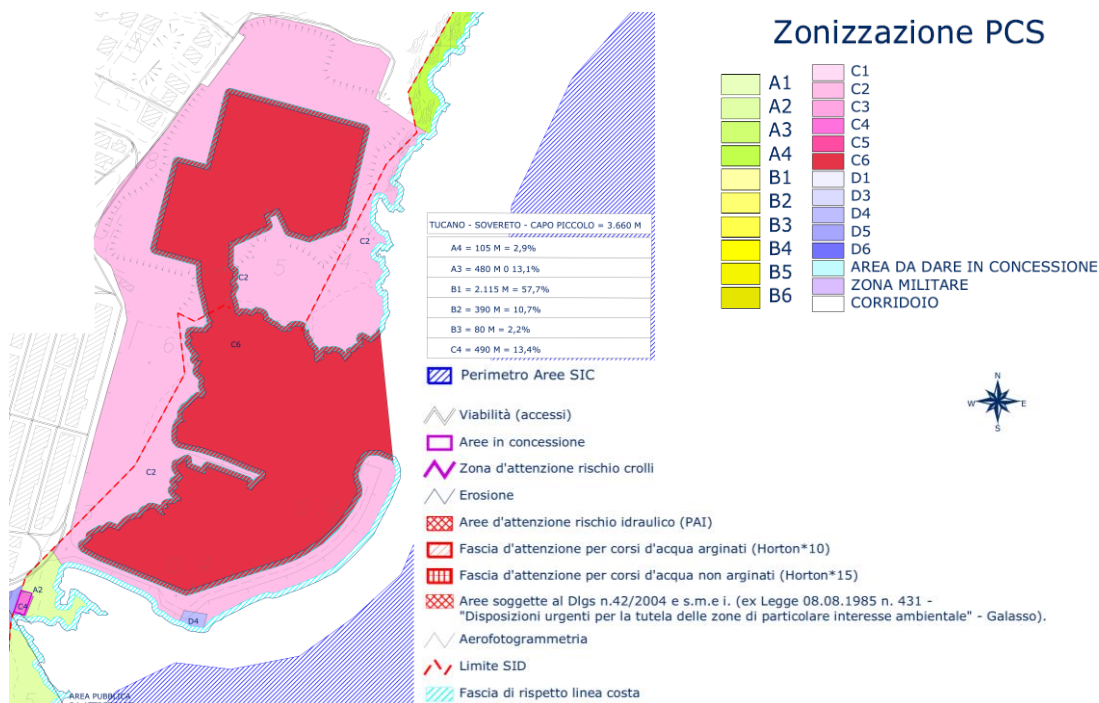 Zonizzazione PCS
A1
A2
A3
A4
B1
B2
B3
B4
B5
B6
C1
C2
C3
C4
C5
C6
D1
D3
D4
D5
D6
AREA DA DARE IN CONCESSIONE
ZONA MILITARE
CORRIDOIO
N
W
E
S
TUCANO - SOVERETO - CAPO PICCOLO = 3.660 M
A4 = 105 M = 2,9%
A3 = 480 M 0 13,1%
B1 = 2.115 M = 57,7%
B2 = 390 M = 10,7%
B3 = 80 M = 2,2%
C4 = 490 M = 13,4%
Perimetro Aree SIC
Viabilità (accessi)
Aree in concessione
Zona d'attenzione rischio crolli
Erosione
Aree d'attenzione rischio idraulico (PAI)
Fascia d'attenzione per corsi d'acqua arginati (Horton*10)
Fascia d'attenzione per corsi d'acqua non arginati (Horton*15)
Aree soggette al Dlgs n.42/2004 e s.m.e i. (ex Legge 08.08.1985 n. 431 -
"Disposizioni urgenti per la tutela delle zone di particolare interesse ambientale" - Galasso).
Aerofotogrammetria
Limite SID
Fascia di rispetto linea costa
C2
C2
C6
C2
A2
C4
D4
5
6
5
AREA PUBBLICA